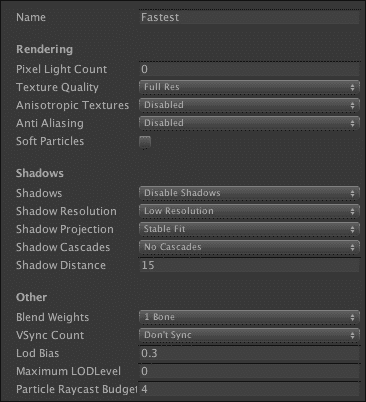 Name Fastest
Rendering
Pixel Light Count 0
Texture Quality Full Res
Anisotropic Textures Disabled
Anti Aliasing Disabled
Soft Particles
Shadows
Shadows Disable Shadows
Shadow Resolution Low Resolution
Shadow Projection Stable Fit
Shadow Cascades No Cascades
Shadow Distance 15
Other
Blend Weights 1 Bone
VSync Count Don't Sync
Lod Bias 0.3
Maximum LODLevel 0
Particle Raycast Budget 4